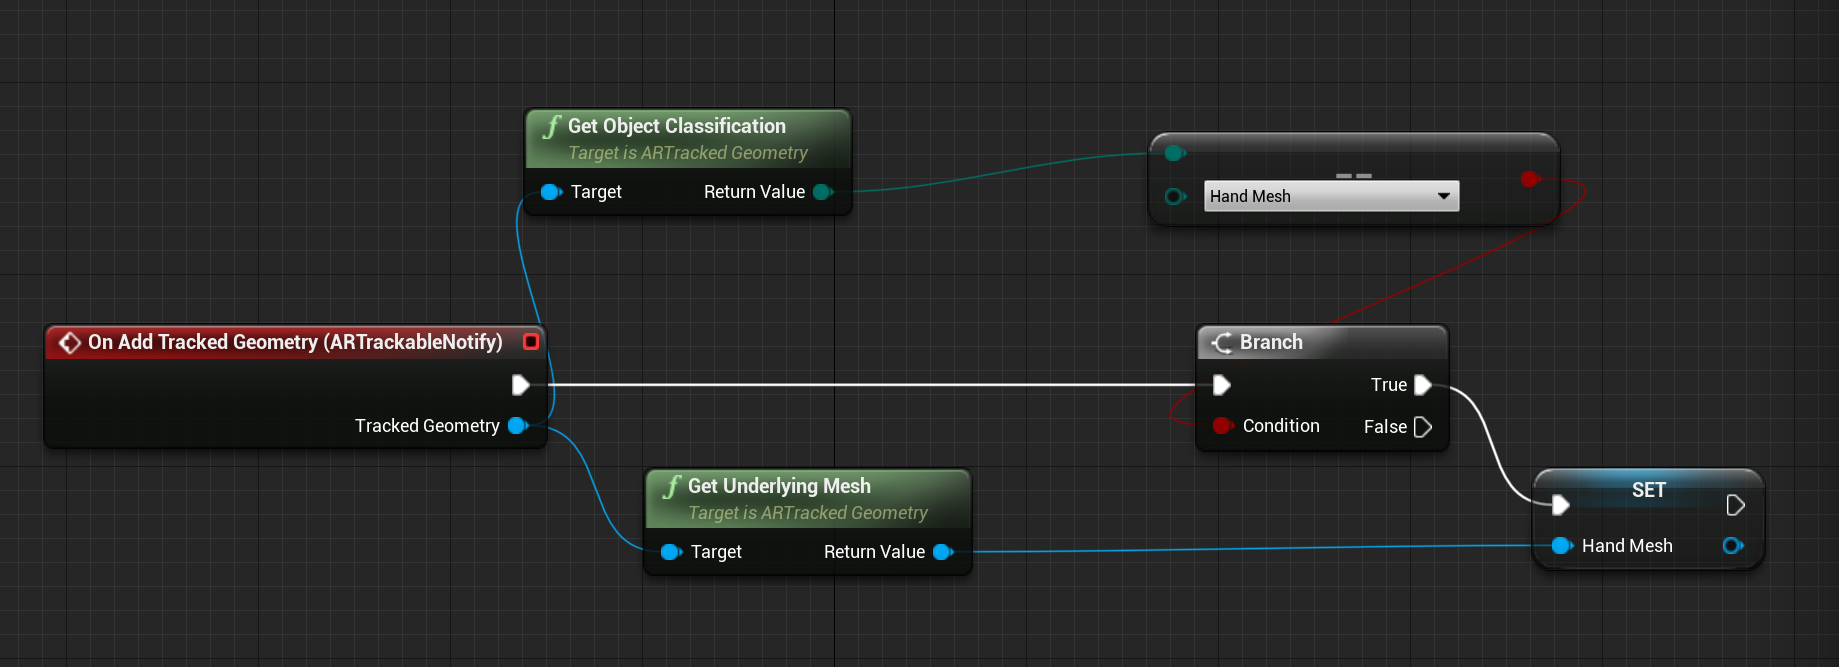 Get Object Classification
Target is ARTracked Geometry
Target
Return Value
==
Hand Mesh
On Add Tracked Geometry (ARTrackableNotify)
Tracked Geometry
Branch
True
Condition
False
Get Underlying Mesh
Target is ARTracked Geometry
Target
Return Value
SET
Hand Mesh